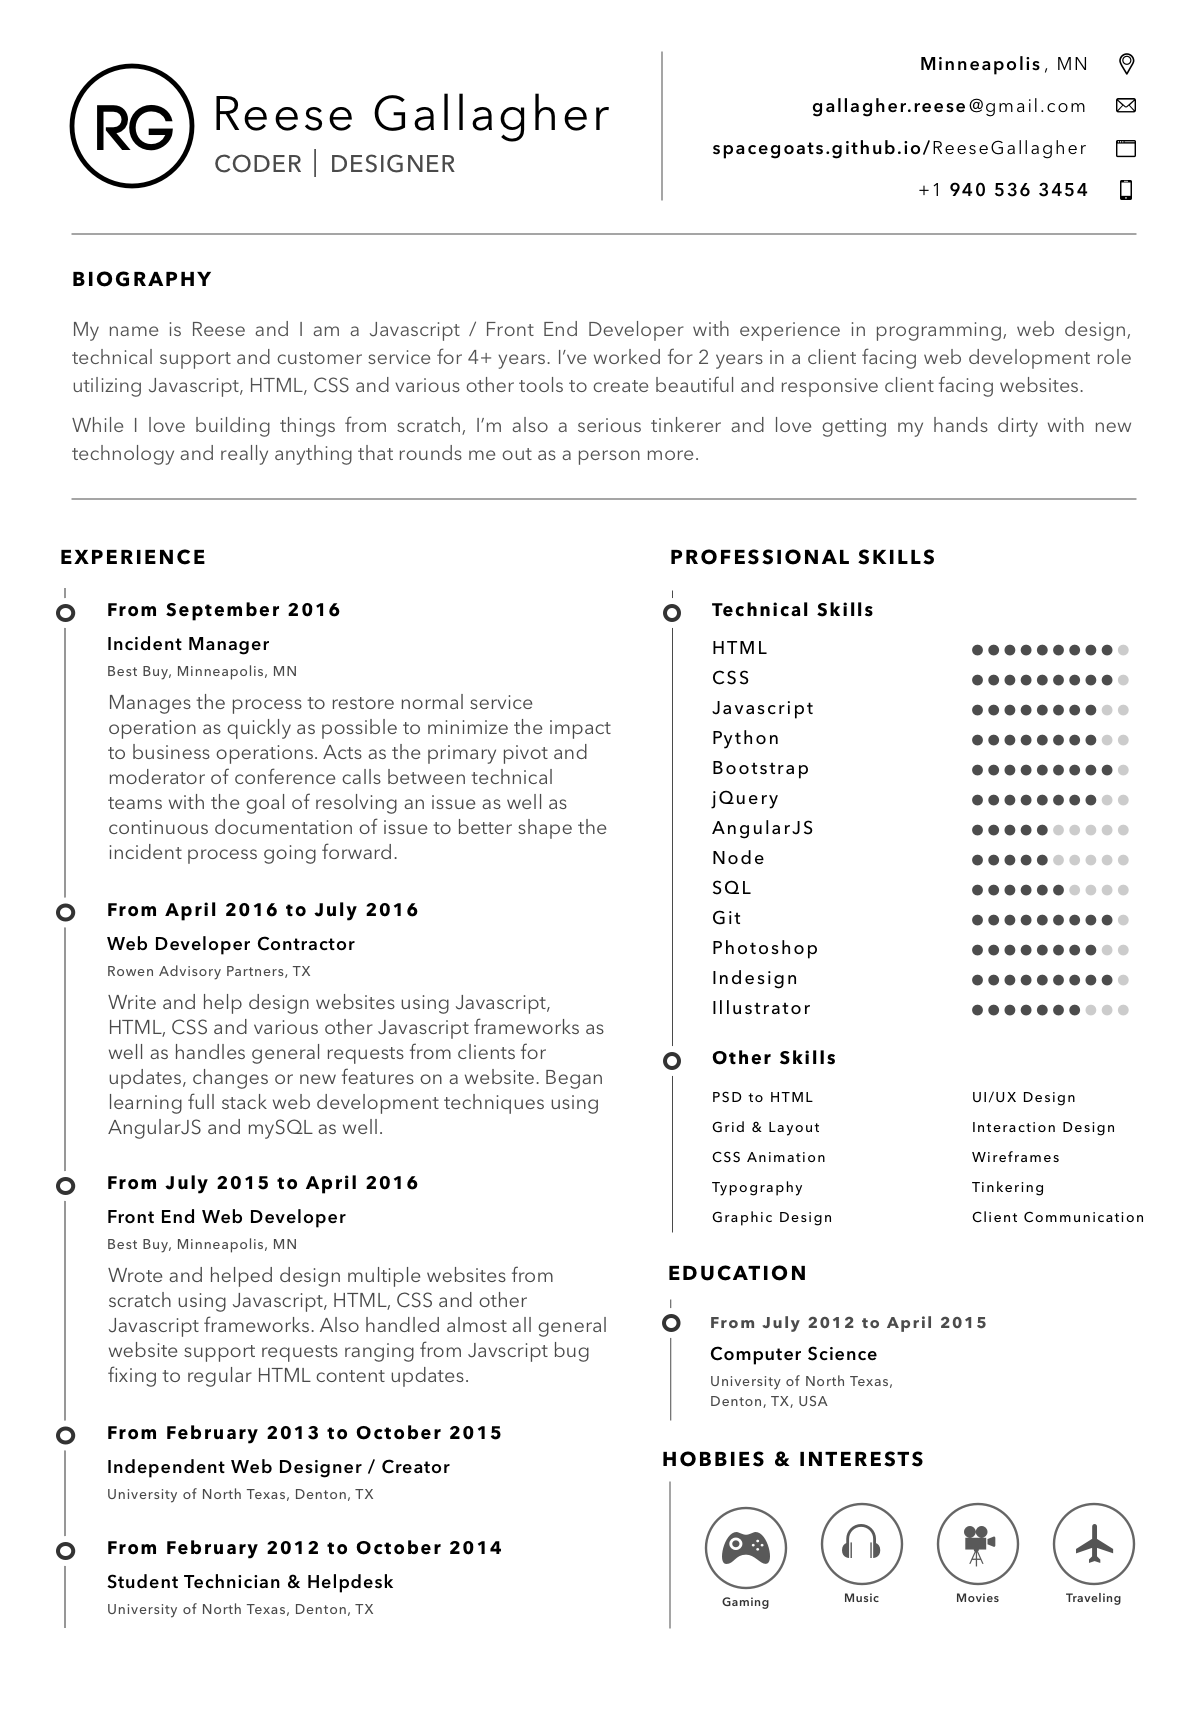 RG
Reese Gallagher
CODER | DESIGNER
Minneapolis, MN
gallagher.reese@gmail.com
spacegoats.github.io/ReeseGallagher
+1 940 536 3454
BIOGRAPHY
My name is Reese and I am a Javascript / Front End Developer with experience in programming, web design,
technical support and customer service for 4+ years. I’ve worked for 2 years in a client facing web development role
utilizing Javascript, HTML, CSS and various other tools to create beautiful and responsive client facing websites.
While I love building things from scratch, I’m also a serious tinkerer and love getting my hands dirty with new
technology and really anything that rounds me out as a person more.
EXPERIENCE
From September 2016
Incident Manager
Best Buy, Minneapolis, MN
Manages the process to restore normal service
operation as quickly as possible to minimize the impact
to business operations. Acts as the primary pivot and
moderator of conference calls between technical
teams with the goal of resolving an issue as well as
continuous documentation of issue to better shape the
incident process going forward.
From April 2016 to July 2016
Web Developer Contractor
Rowen Advisory Partners, TX
Write and help design websites using Javascript,
HTML, CSS and various other Javascript frameworks as
well as handles general requests from clients for
updates, changes or new features on a website. Began
learning full stack web development techniques using
AngularJS and mySQL as well.
From July 2015 to April 2016
Front End Web Developer
Best Buy, Minneapolis, MN
Wrote and helped design multiple websites from
scratch using Javascript, HTML, CSS and other
Javascript frameworks. Also handled almost all general
website support requests ranging from Javscript bug
fixing to regular HTML content updates.
From February 2013 to October 2015
Independent Web Designer / Creator
University of North Texas, Denton, TX
From February 2012 to October 2014
Student Technician & Helpdesk
University of North Texas, Denton, TX
PROFESSIONAL SKILLS
Technical Skills
HTML
CSS
Javascript
Python
Bootstrap
jQuery
AngularJS
Node
SQL
Git
Photoshop
Indesign
Illustrator
Other Skills
PSD to HTML UI/UX Design
Grid & Layout Interaction Design
CSS Animation Wireframes
Typography Tinkering
Graphic Design Client Communication
EDUCATION
From July 2012 to April 2015
Computer Science
University of North Texas,
Denton, TX, USA
HOBBIES & INTERESTS
Gaming Music Movies Traveling